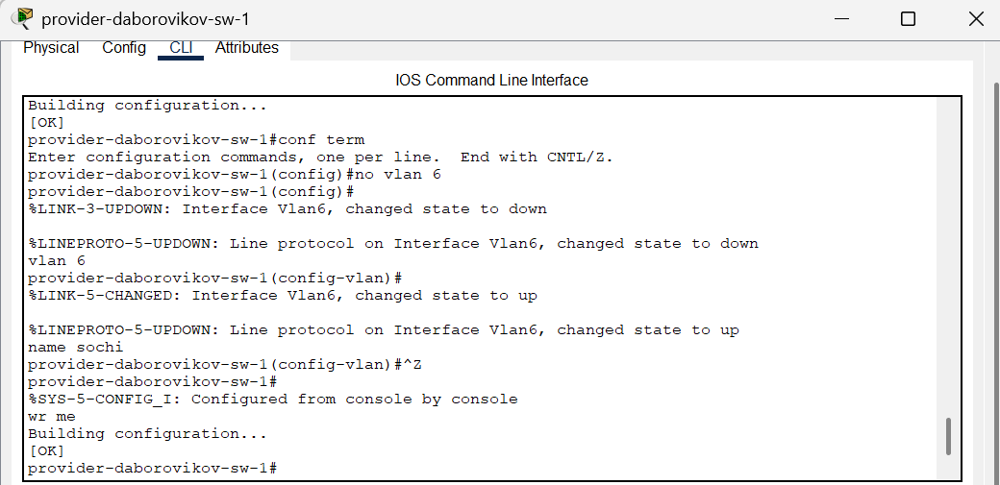 provider-daborovikov-sw-1
Physical Config CLI Attributes
IOS Command Line Interface
Building configuration...
[OK]
provider-daborovikov-sw-1#conf term
Enter configuration commands, one per line.  End with CNTL/Z.
provider-daborovikov-sw-1(config)#no vlan 6
provider-daborovikov-sw-1(config)#
%LINK-3-UPDOWN: Interface Vlan6, changed state to down
%LINEPROTO-5-UPDOWN: Line protocol on Interface Vlan6, changed state to down
vlan 6
provider-daborovikov-sw-1(config-vlan)#
%LINK-5-CHANGED: Interface Vlan6, changed state to up
%LINEPROTO-5-UPDOWN: Line protocol on Interface Vlan6, changed state to up
name sochi
provider-daborovikov-sw-1(config-vlan)#^Z
provider-daborovikov-sw-1#
%SYS-5-CONFIG_I: Configured from console by console
wr me
Building configuration...
[OK]
provider-daborovikov-sw-1#